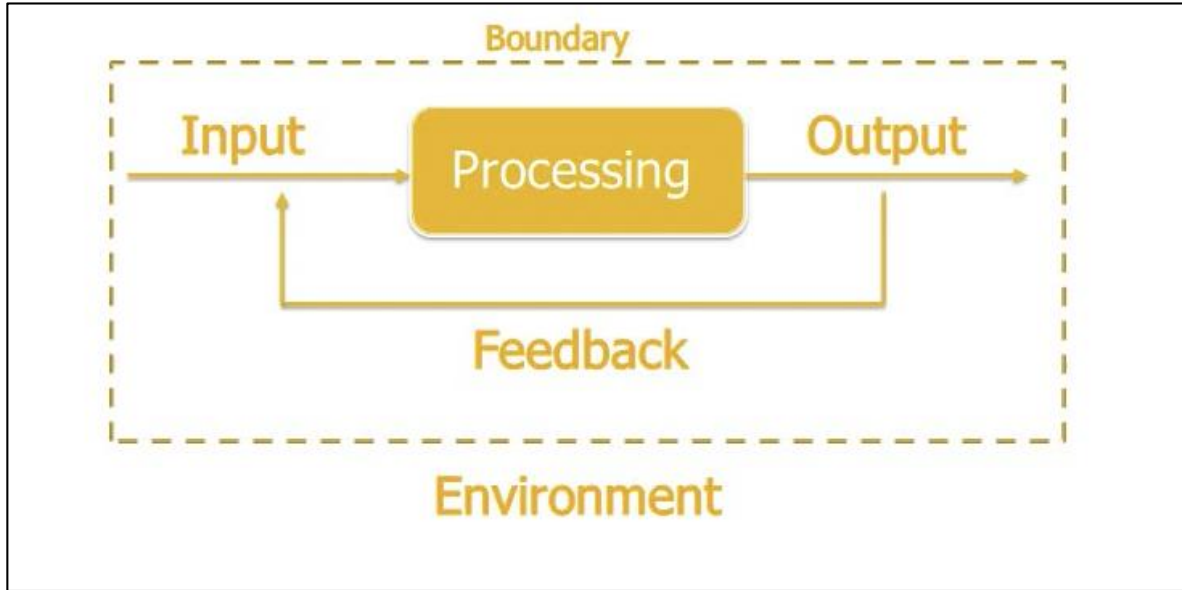 Boundary
Input
Processing
Output
Feedback
Environment